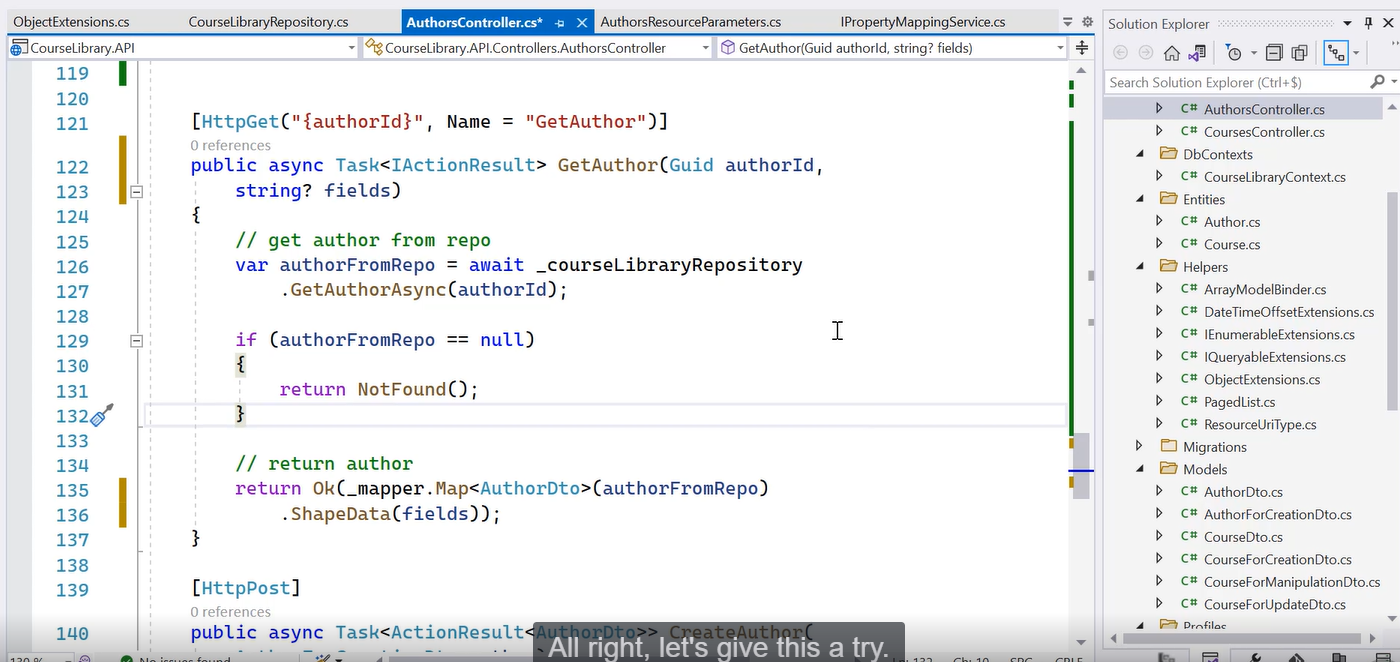 ObjectExtensions.cs CourseLibraryRepository.cs AuthorsController.cs* AuthorsResourceParameters.cs IPropertyMappingService.cs
CourseLibrary.API CourseLibrary.API.Controllers.AuthorsController GetAuthor(Guid authorId, string? fields)
119
120
121 [HttpGet("{authorId}", Name = "GetAuthor")]
0 references
122 public async Task<IActionResult> GetAuthor(Guid authorId,
123 string? fields)
124 {
125 // get author from repo
126 var authorFromRepo = await _courseLibraryRepository
127 .GetAuthorAsync(authorId);
128
129 if (authorFromRepo == null)
130 {
131 return NotFound();
132 }
133
134 // return author
135 return Ok(_mapper.Map<AuthorDto>(authorFromRepo)
136 .ShapeData(fields));
137 }
138
139 [HttpPost]
0 references
140 public async Task<ActionResult<AuthorDto>> CreateAuthor(
All right, let's give this a try.
130 % No issues found Ln: 132 Ch: 10 SPC CRLF
Solution Explorer
Search Solution Explorer (Ctrl+$)
C# AuthorsController.cs
C# CoursesController.cs
DbContexts
C# CourseLibraryContext.cs
Entities
C# Author.cs
C# Course.cs
Helpers
C# ArrayModelBinder.cs
C# DateTimeOffsetExtensions.cs
C# IEnumerableExtensions.cs
C# IQueryableExtensions.cs
C# ObjectExtensions.cs
C# PagedList.cs
C# ResourceUriType.cs
Migrations
Models
C# AuthorDto.cs
C# AuthorForCreationDto.cs
C# CourseDto.cs
C# CourseForCreationDto.cs
C# CourseForManipulationDto.cs
C# CourseForUpdateDto.cs
Profiles